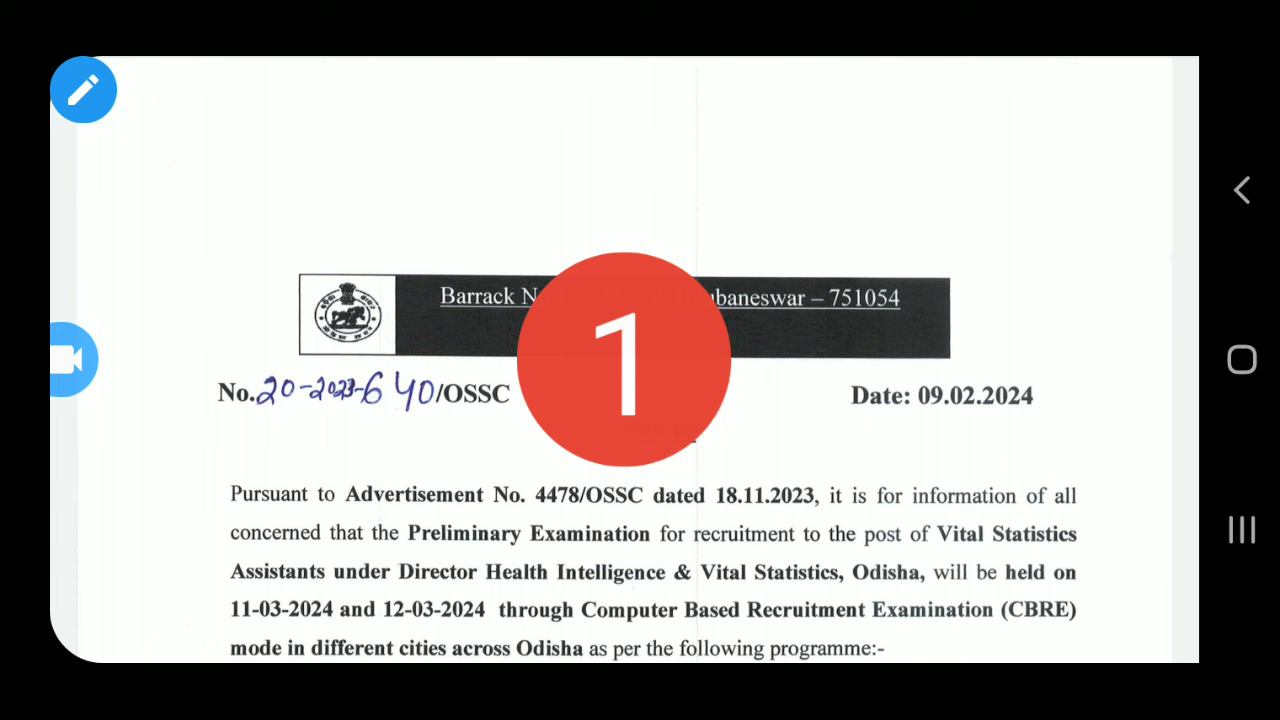 Barrack N
baneswar – 751054
1
No.20-2023-640/OSSC
Date: 09.02.2024
Pursuant to Advertisement No. 4478/OSSC dated 18.11.2023, it is for information of all
concerned that the Preliminary Examination for recruitment to the post of Vital Statistics
Assistants under Director Health Intelligence & Vital Statistics, Odisha, will be held on
11-03-2024 and 12-03-2024 through Computer Based Recruitment Examination (CBRE)
mode in different cities across Odisha as per the following programme:-